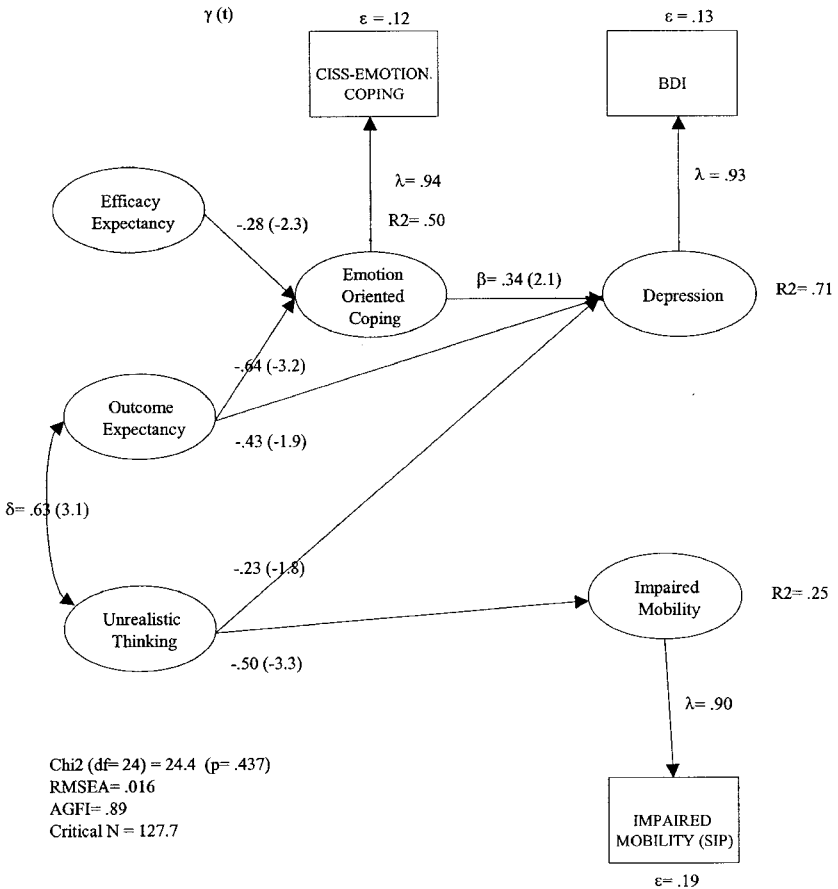 γ (t)
ε = .12
ε = .13
CISS-EMOTION.
COPING
BDI
λ= .94
R2= .50
λ = .93
Efficacy
Expectancy
-.28 (-2.3)
Emotion
Oriented
Coping
β= .34 (2.1)
Depression
R2= .71
-.64 (-3.2)
Outcome
Expectancy
-.43 (-1.9)
δ= .63 (3.1)
-.23 (-1.8)
Unrealistic
Thinking
-.50 (-3.3)
Impaired
Mobility
R2= .25
λ= .90
Chi2 (df= 24) = 24.4 (p= .437)
RMSEA= .016
AGFI= .89
Critical N = 127.7
IMPAIRED
MOBILITY (SIP)
ε= .19